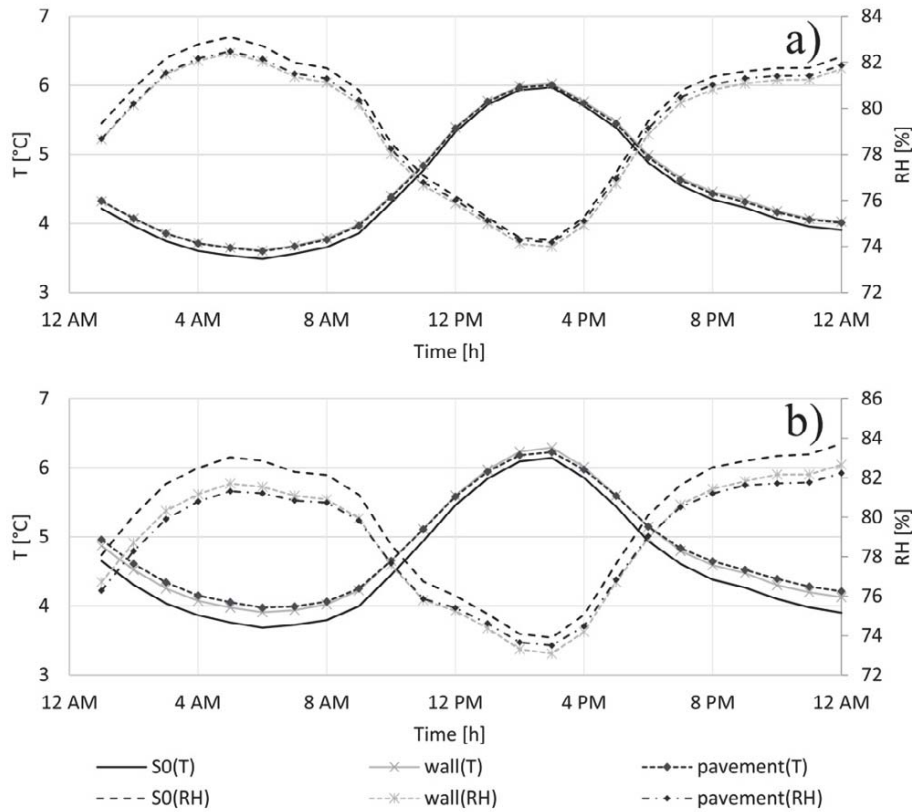 7 84
a)
82
6
80
T [°C] 5 78 RH [%]
76
4
74
3 72
12 AM 4 AM 8 AM 12 PM 4 PM 8 PM 12 AM
Time [h]
7 86
b)
84
6 82
80
T [°C] 5 RH [%]
78
4 76
74
3 72
12 AM 4 AM 8 AM 12 PM 4 PM 8 PM 12 AM
Time [h]
S0(T) wall(T) pavement(T)
S0(RH) wall(RH) pavement(RH)